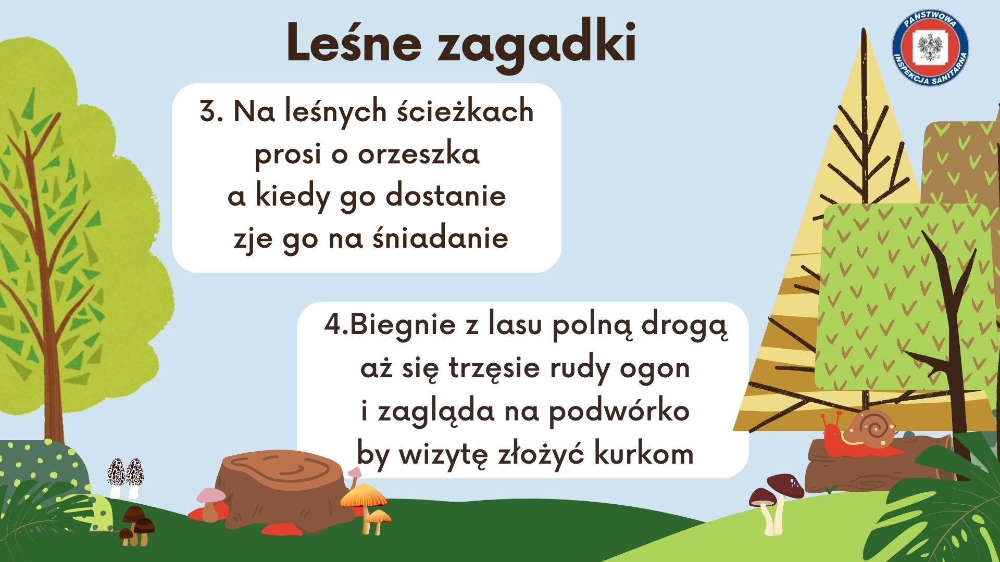 Leśne zagadki
PAŃSTWOWA
INSPEKCJA SANITARNA
3. Na leśnych ścieżkach
prosi o orzeszka
a kiedy go dostanie
zje go na śniadanie
4.Biegnie z lasu polną drogą
aż się trzęsie rudy ogon
i zagląda na podwórko
by wizytę złożyć kurkom